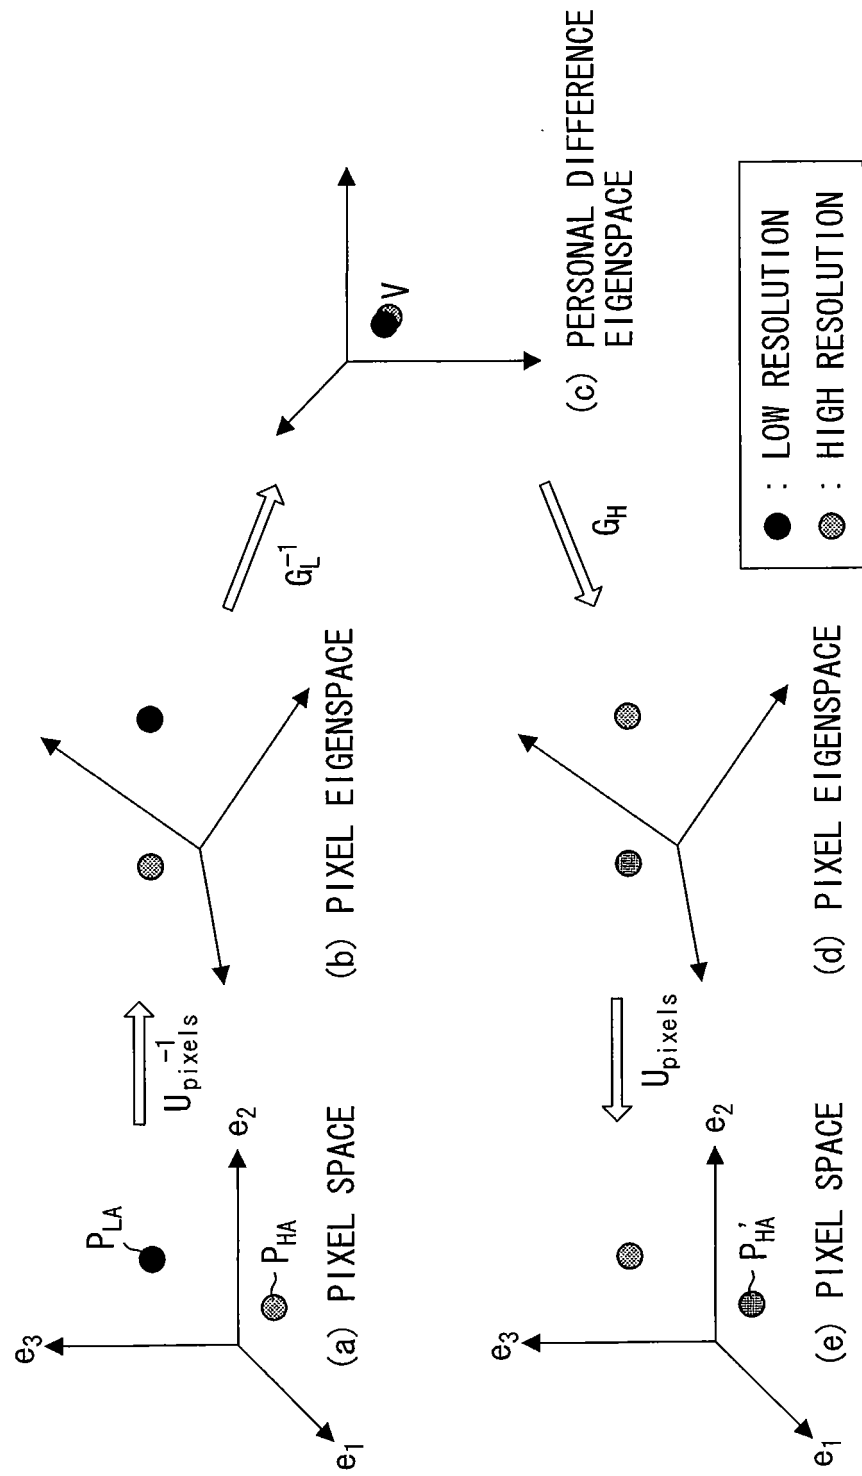 e3
PLA
PHA
e2
e1
(a) PIXEL SPACE
U-1pixels
(b) PIXEL EIGENSPACE
G-1L
V
(c) PERSONAL DIFFERENCE
EIGENSPACE
GH
(d) PIXEL EIGENSPACE
Upixels
e3
e2
PHA'
e1
(e) PIXEL SPACE
: LOW RESOLUTION
: HIGH RESOLUTION